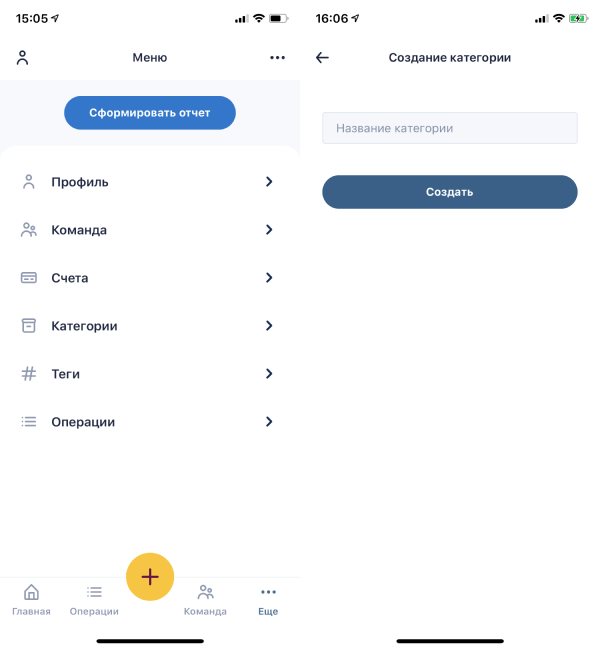 15:05
Меню
Сформировать отчет
Профиль
Команда
Счета
Категории
Теги
Операции
Главная
Операции
Команда
Еще
16:06
Создание категории
Название категории
Создать